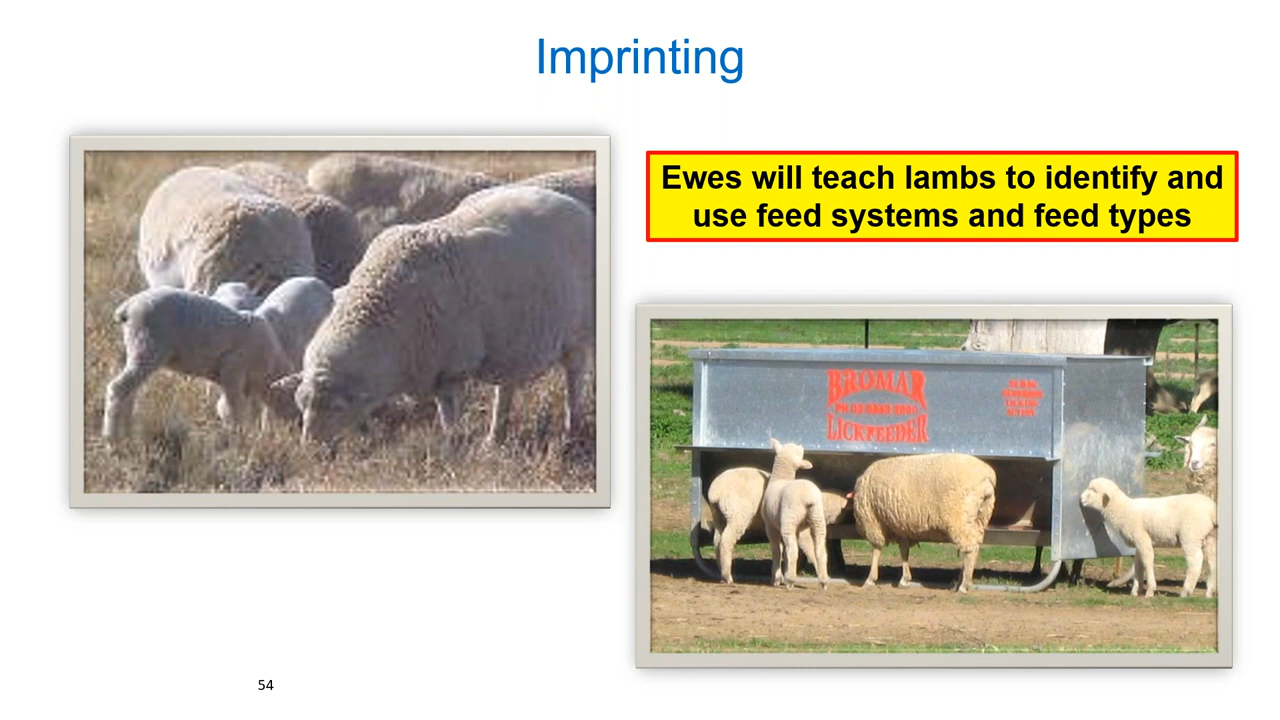 Imprinting
Ewes will teach lambs to identify and
use feed systems and feed types
BROMAR
LICKFEEDER
54